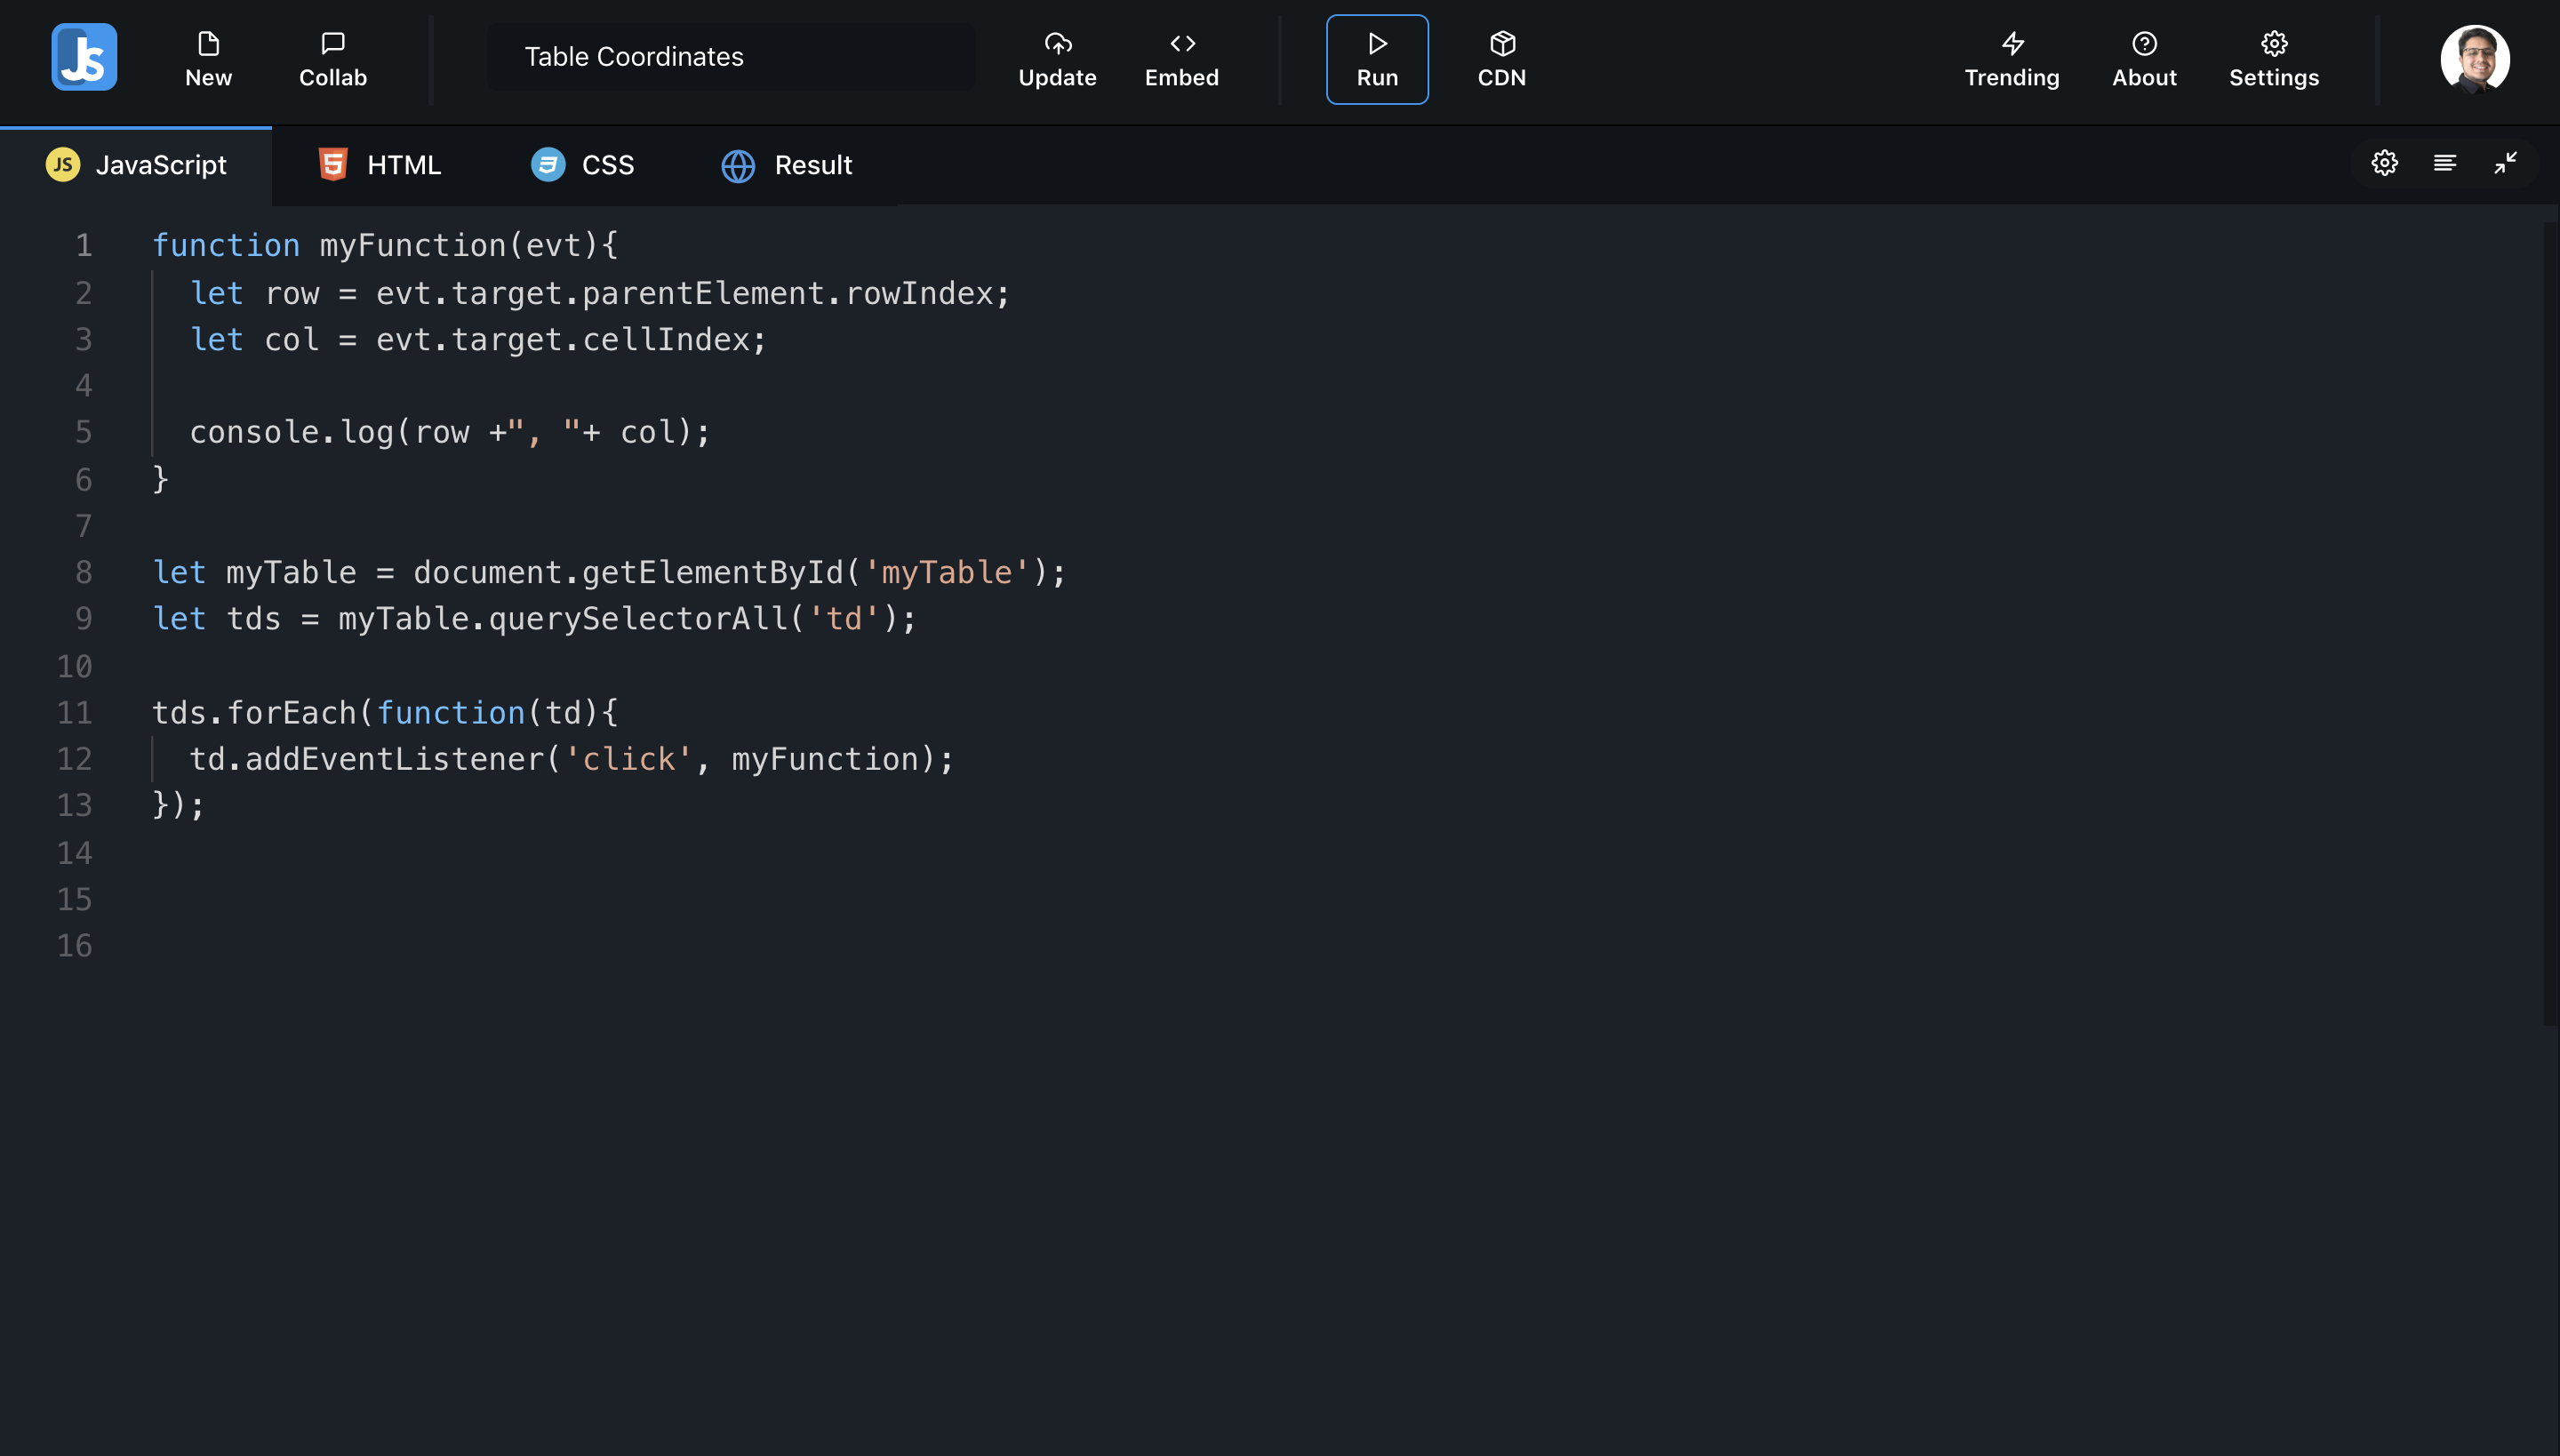 JS New Collab Table Coordinates Update Embed Run CDN Trending About Settings
JS JavaScript 5 HTML CSS Result
1 function myFunction(evt){
2   let row = evt.target.parentElement.rowIndex;
3   let col = evt.target.cellIndex;
4
5   console.log(row +", "+ col);
6 }
7
8 let myTable = document.getElementById('myTable');
9 let tds = myTable.querySelectorAll('td');
10
11 tds.forEach(function(td){
12   td.addEventListener('click', myFunction);
13 });
14
15
16